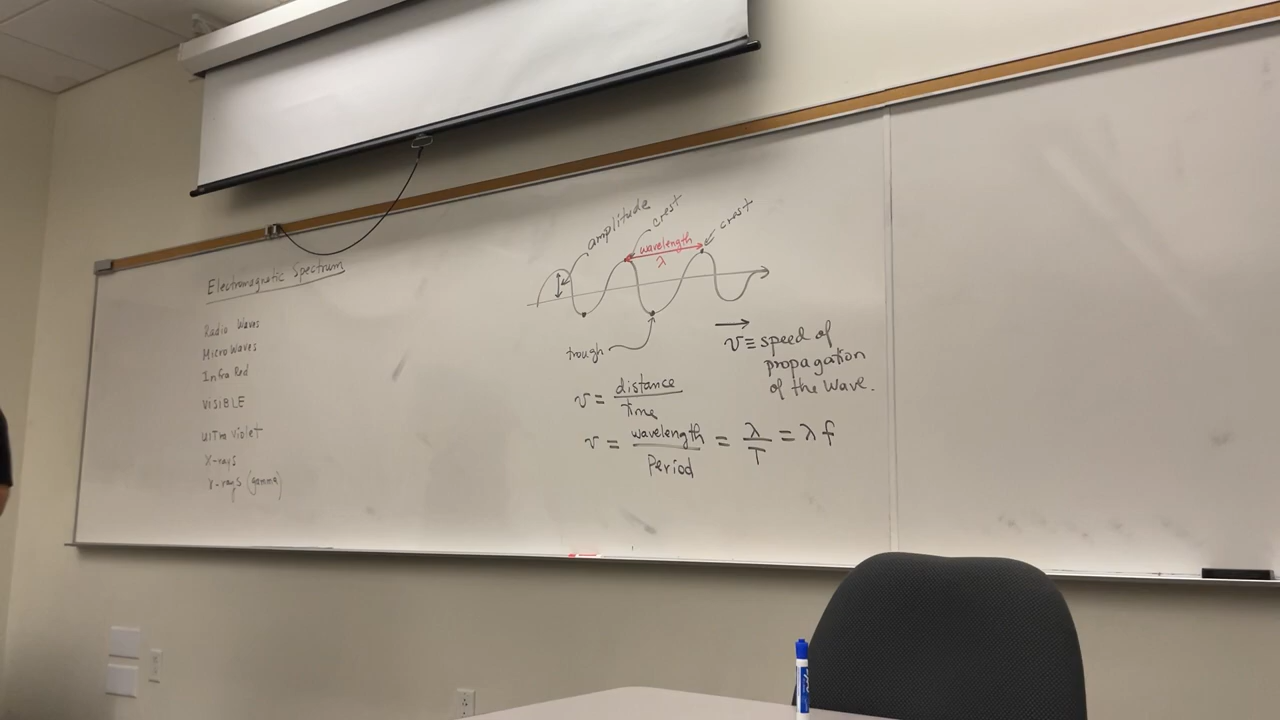 Electromagnetic Spectrum
Radio Waves
Micro Waves
Infra Red
VISIBLE
UlTra Violet
X-rays
γ-rays (gamma)
amplitude
crest
crest
wavelength
λ
trough
v ≡ speed of
propagation
of the Wave.
v = distance
time
v = wavelength = λ = λ f
Period T